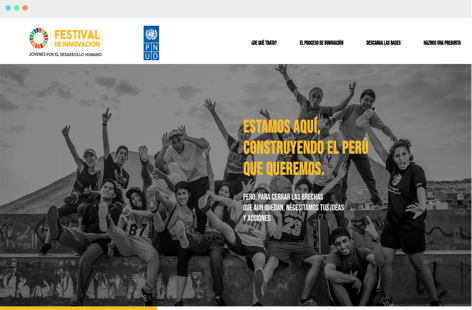 FESTIVAL
DE INNOVACIÓN
JÓVENES POR EL DESARROLLO HUMANO
P N
U D
¿DE QUÉ TRATA?
EL PROCESO DE INNOVACIÓN
DESCARGA LAS BASES
HAZNOS UNA PREGUNTA
ESTAMOS AQUÍ,
CONSTRUYENDO EL PERÚ
QUE QUEREMOS.
PERO, PARA CERRAR LAS BRECHAS
QUE AUN QUEDAN, NECESITAMOS TUS IDEAS
Y ACCIONES